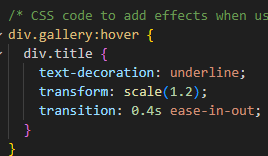 /* CSS code to add effects when us
div.gallery:hover {
div.title {
text-decoration: underline;
transform: scale(1.2);
transition: 0.4s ease-in-out;
}
}